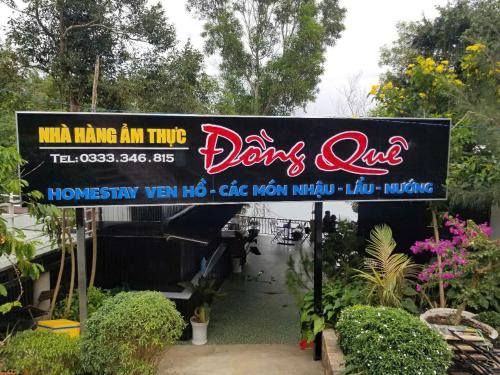 NHÀ HÀNG ẨM THỰC
TEL: 0333.346.815
Đồng Quê
HOMESTAY VEN HỒ - CÁC MÓN NHẬU - LẨU - NƯỚNG